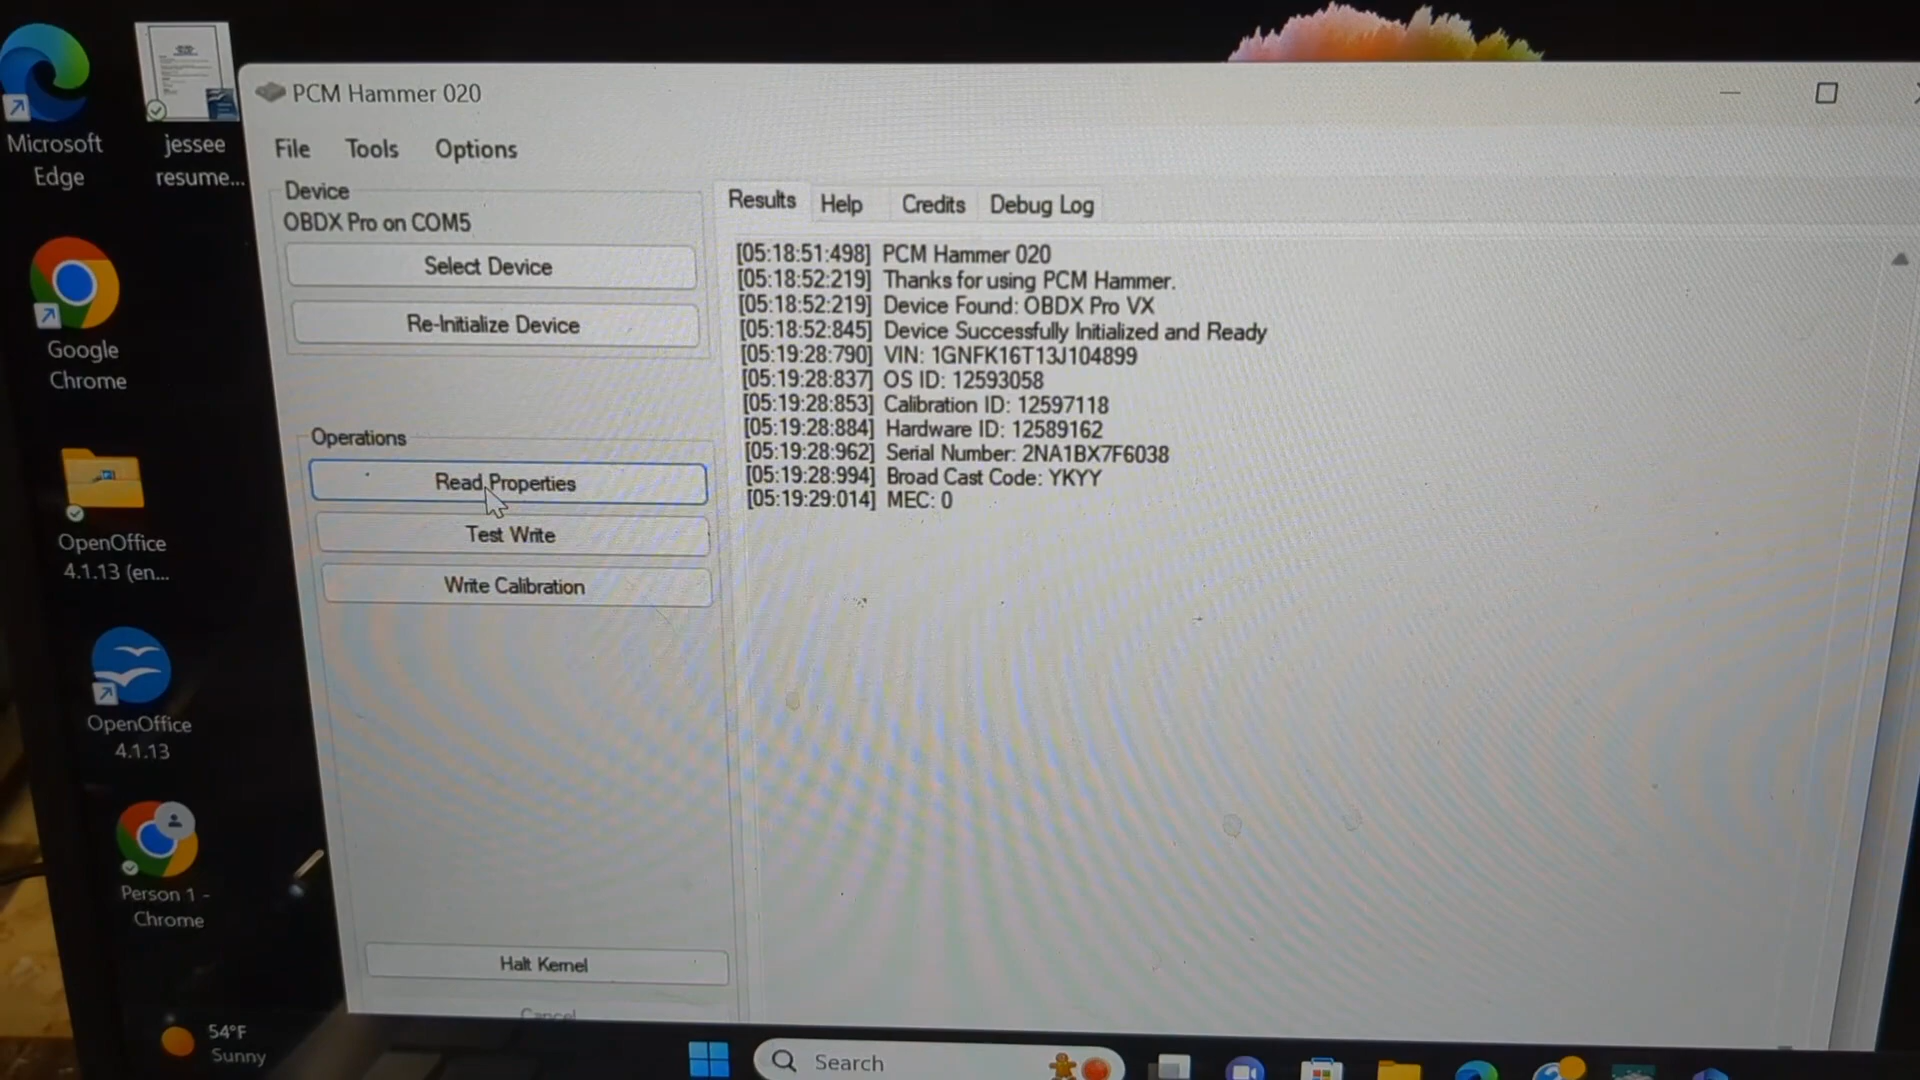 Microsoft
Edge
jessee
resume...
Google
Chrome
OpenOffice
4.1.13 (en...
OpenOffice
4.1.13
Person 1 -
Chrome
54°F
Sunny
PCM Hammer 020
File Tools Options
Device
OBDX Pro on COM5
Select Device
Re-Initialize Device
Operations
Read Properties
Test Write
Write Calibration
Halt Kernel
Cancel
Results Help Credits Debug Log
[05:18:51:498] PCM Hammer 020
[05:18:52:219] Thanks for using PCM Hammer.
[05:18:52:219] Device Found: OBDX Pro VX
[05:18:52:845] Device Successfully Initialized and Ready
[05:19:28:790] VIN: 1GNFK16T13J104899
[05:19:28:837] OS ID: 12593058
[05:19:28:853] Calibration ID: 12597118
[05:19:28:884] Hardware ID: 12589162
[05:19:28:962] Serial Number: 2NA1BX7F6038
[05:19:28:994] Broad Cast Code: YKYY
[05:19:29:014] MEC: 0
Search